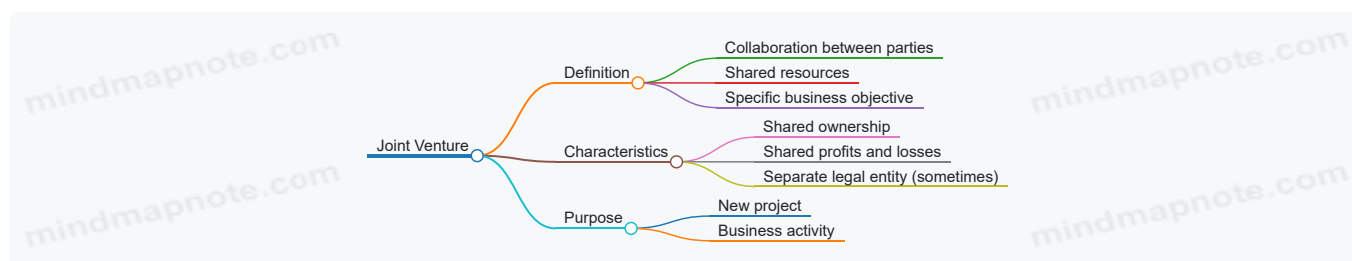 mindmapnote.com
mindmapnote.com
Joint Venture
Definition
Collaboration between parties
Shared resources
Specific business objective
Characteristics
Shared ownership
Shared profits and losses
Separate legal entity (sometimes)
Purpose
New project
Business activity
mindmapnote.com
mindmapnote.com